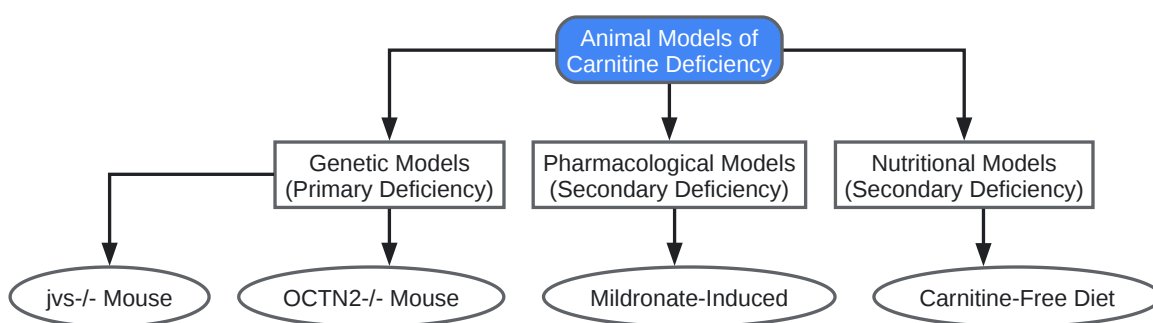 Animal Models of
Carnitine Deficiency
Genetic Models
(Primary Deficiency)
Pharmacological Models
(Secondary Deficiency)
Nutritional Models
(Secondary Deficiency)
jvs-/- Mouse
OCTN2-/- Mouse
Mildronate-Induced
Carnitine-Free Diet